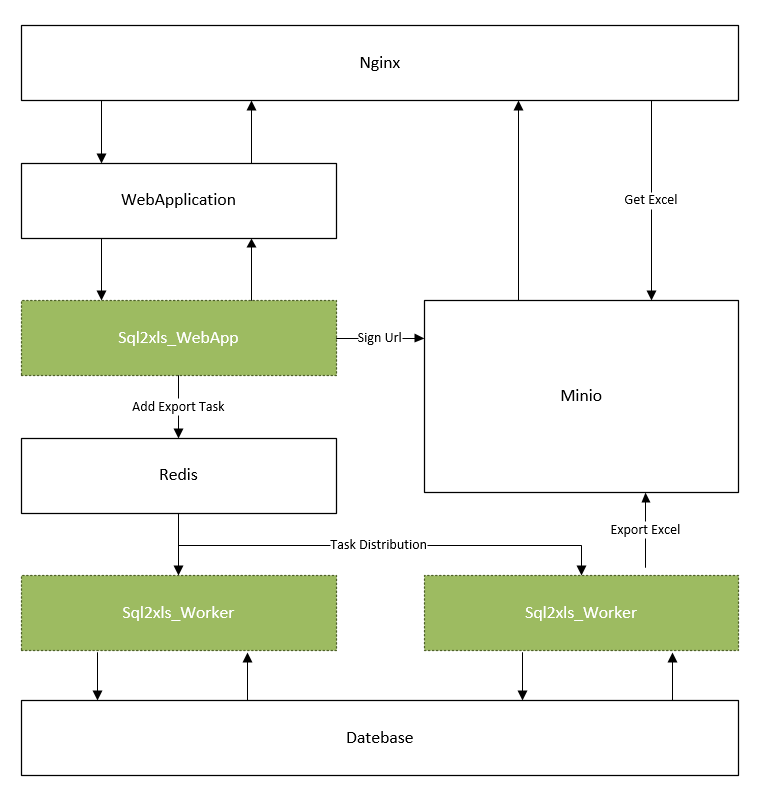 Nginx
WebApplication
Get Excel
Sql2xls_WebApp
Sign Url
Minio
Add Export Task
Redis
Export Excel
Task Distribution
Sql2xls_Worker
Sql2xls_Worker
Datebase